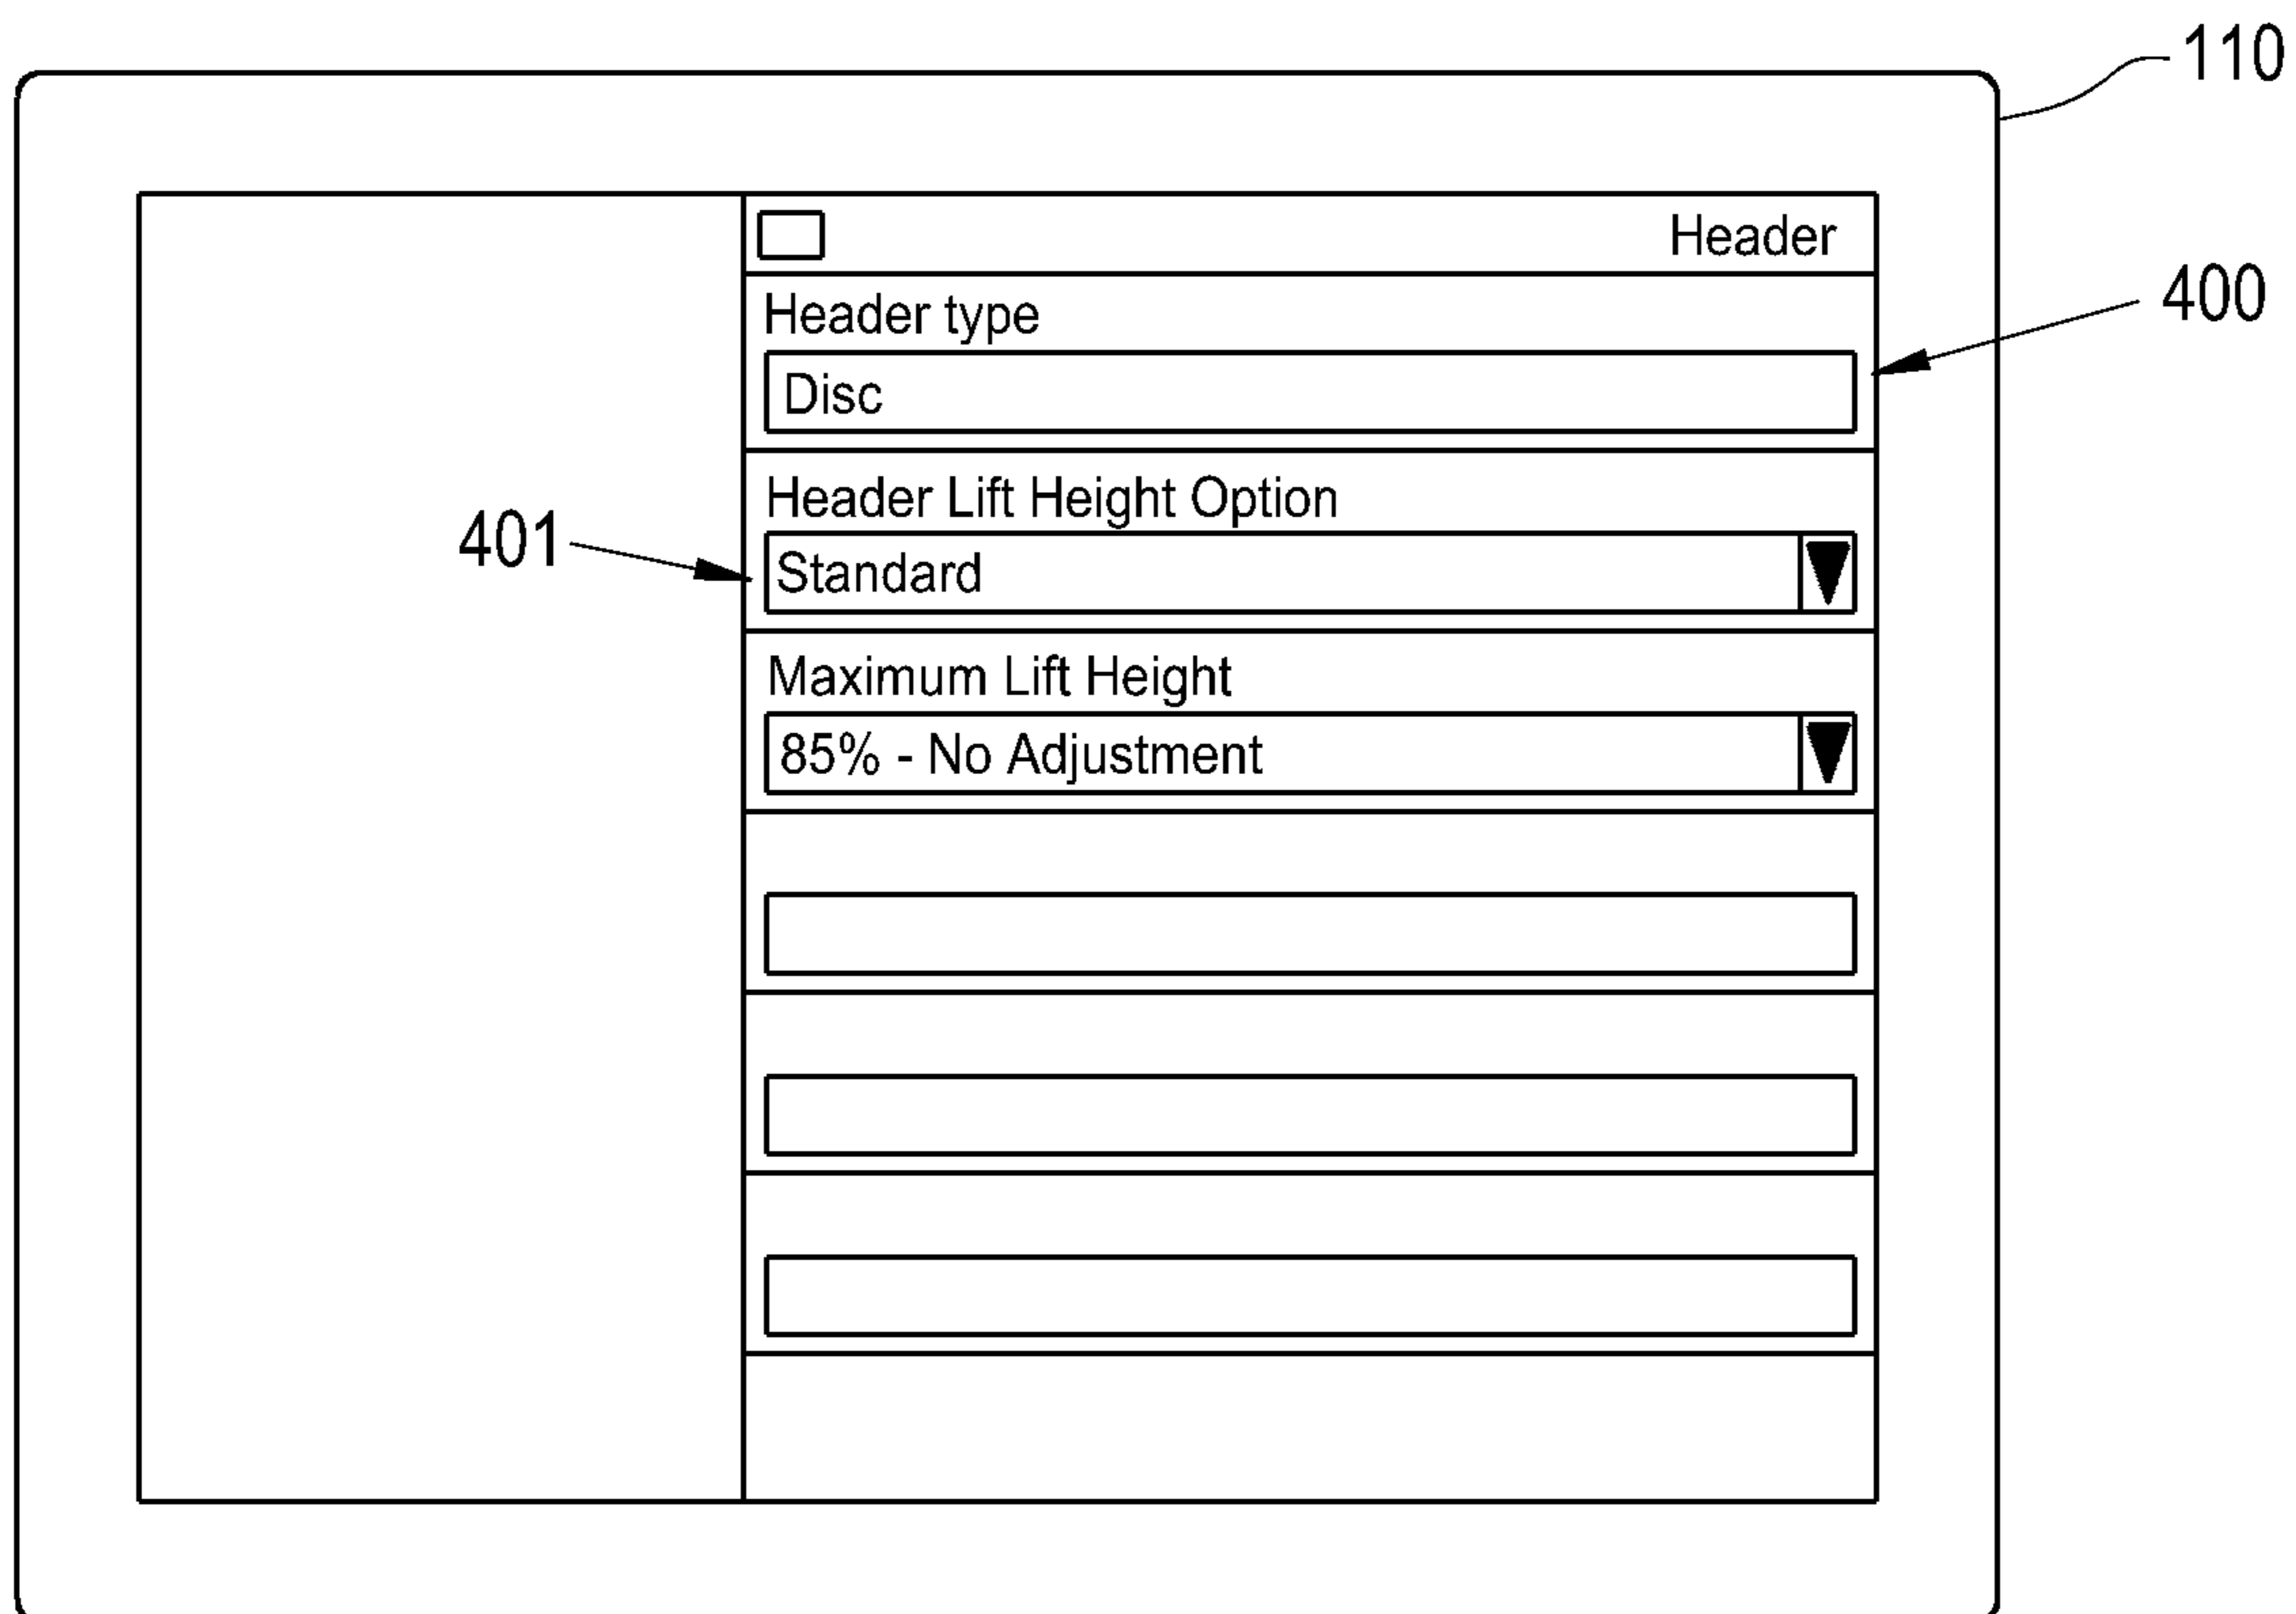 110
Header
400
Header type
Disc
Header Lift Height Option
401
Standard
Maximum Lift Height
85% - No Adjustment